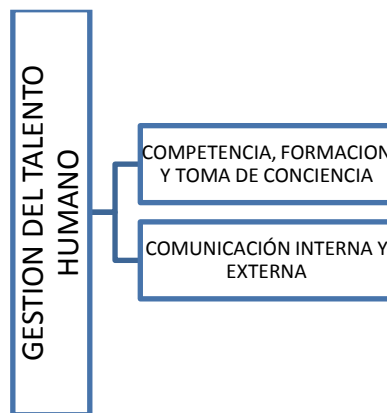 GESTION DEL TALENTO
HUMANO
COMPETENCIA, FORMACION
Y TOMA DE CONCIENCIA
COMUNICACIÓN INTERNA Y
EXTERNA